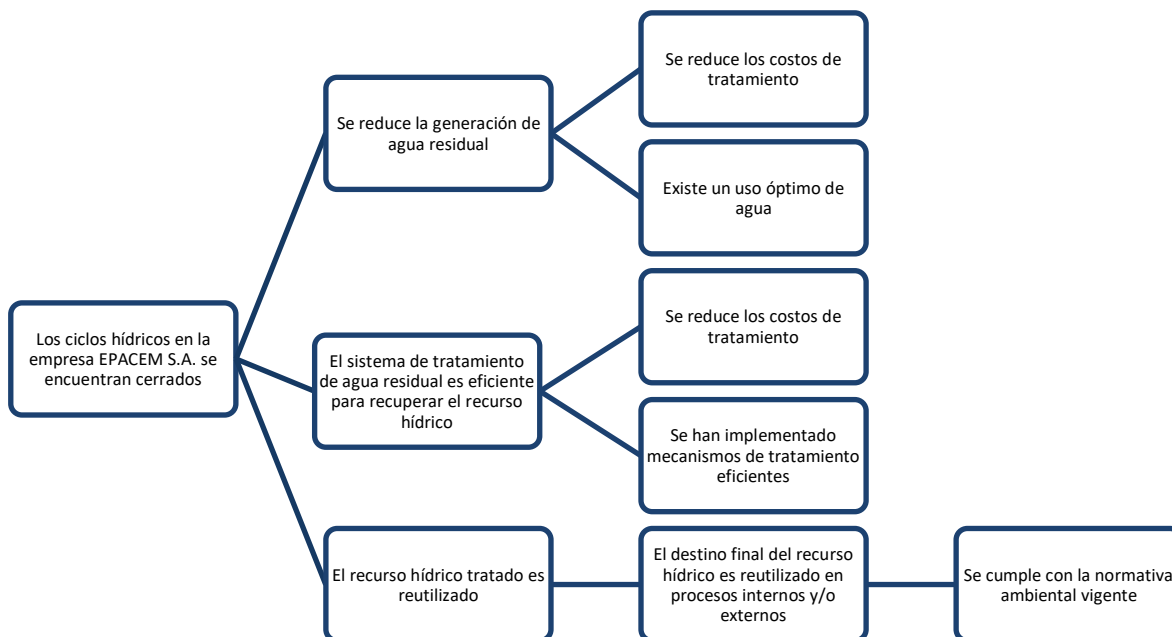 Los ciclos hídricos en la
empresa EPACEM S.A. se
encuentran cerrados
Se reduce la generación de
agua residual
Se reduce los costos de
tratamiento
Existe un uso óptimo de
agua
El sistema de tratamiento
de agua residual es eficiente
para recuperar el recurso
hídrico
Se reduce los costos de
tratamiento
Se han implementado
mecanismos de tratamiento
eficientes
El recurso hídrico tratado es
reutilizado
El destino final del recurso
hídrico es reutilizado en
procesos internos y/o
externos
Se cumple con la normativa
ambiental vigente